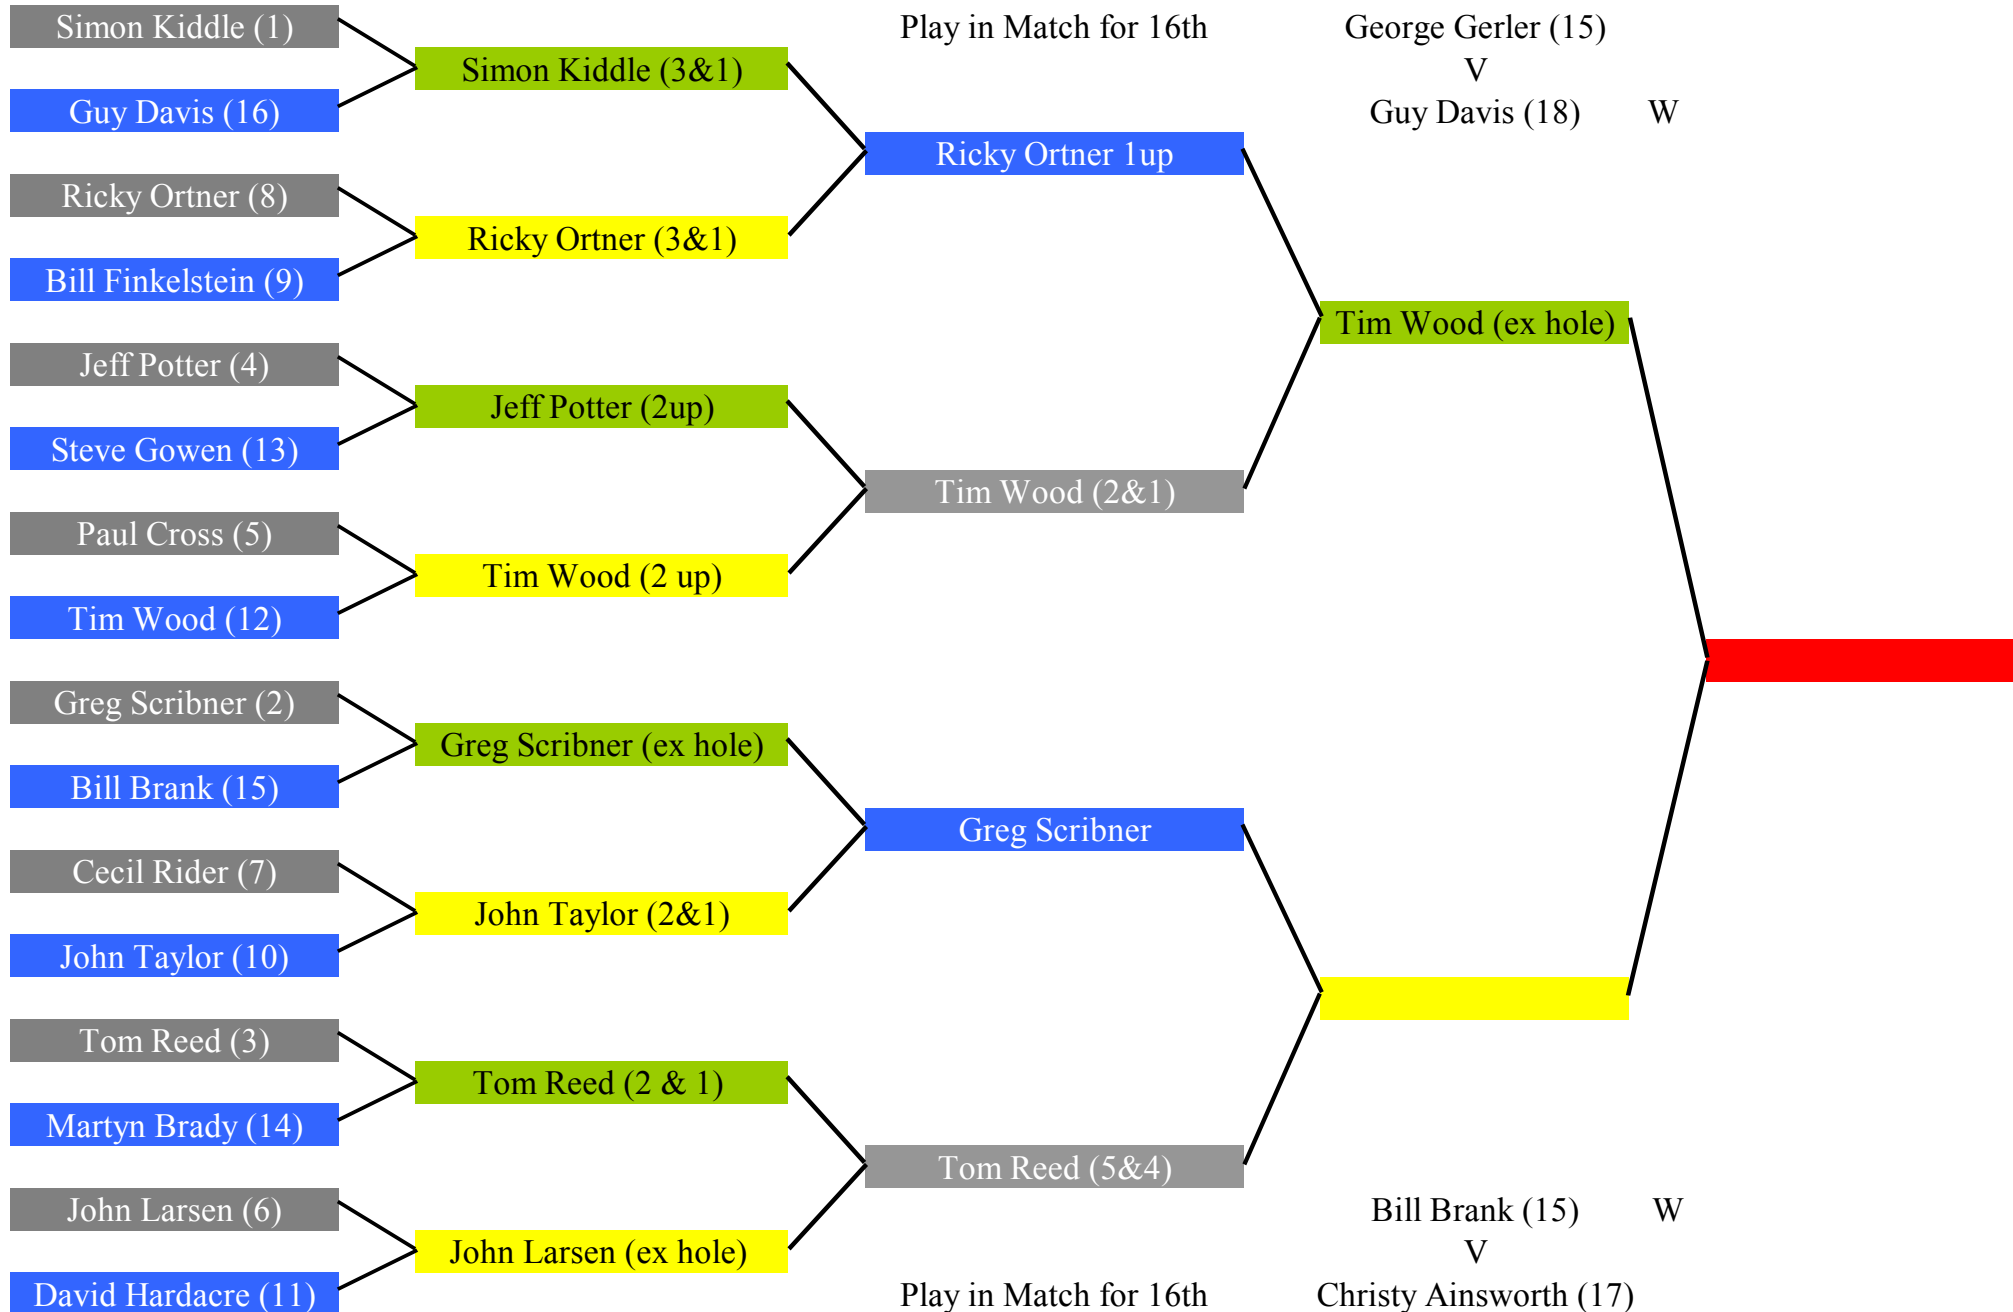 Simon Kiddle (1)
Guy Davis (16)
Ricky Ortner (8)
Bill Finkelstein (9)
Jeff Potter (4)
Steve Gowen (13)
Paul Cross (5)
Tim Wood (12)
Greg Scribner (2)
Bill Brank (15)
Cecil Rider (7)
John Taylor (10)
Tom Reed (3)
Martyn Brady (14)
John Larsen (6)
David Hardacre (11)
Simon Kiddle (3&1)
Ricky Ortner (3&1)
Jeff Potter (2up)
Tim Wood (2 up)
Greg Scribner (ex hole)
John Taylor (2&1)
Tom Reed (2 & 1)
John Larsen (ex hole)
Play in Match for 16th
Ricky Ortner 1up
Tim Wood (2&1)
Greg Scribner
Tom Reed (5&4)
Play in Match for 16th
George Gerler (15)
V
Guy Davis (18) W
Tim Wood (ex hole)
Bill Brank (15) W
V
Christy Ainsworth (17)